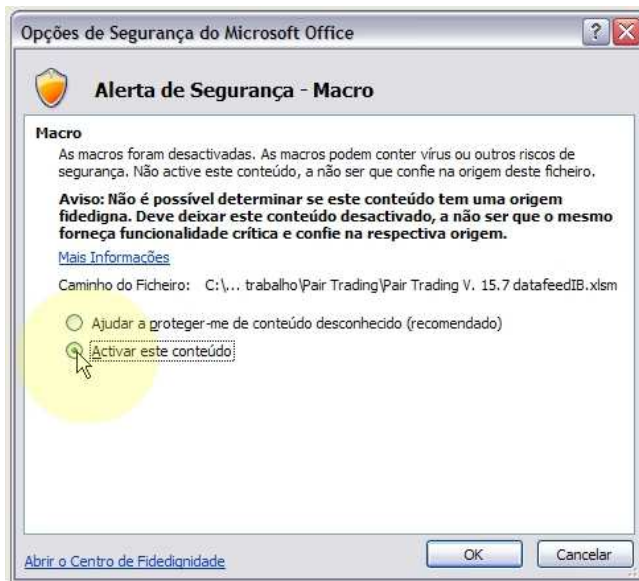 Opções de Segurança do Microsoft Office
Alerta de Segurança - Macro
Macro
As macros foram desactivadas. As macros podem conter vírus ou outros riscos de
segurança. Não active este conteúdo, a não ser que confie na origem deste ficheiro.
Aviso: Não é possível determinar se este conteúdo tem uma origem
fidedigna. Deve deixar este conteúdo desactivado, a não ser que o mesmo
forneça funcionalidade crítica e confie na respectiva origem.
Mais Informações
Caminho do Ficheiro: C:\... trabalho\Pair Trading\Pair Trading V. 15.7 datafeedIB.xlsm
Ajudar a proteger-me de conteúdo desconhecido (recomendado)
Activar este conteúdo
Abrir o Centro de Fidedignidade
OK
Cancelar